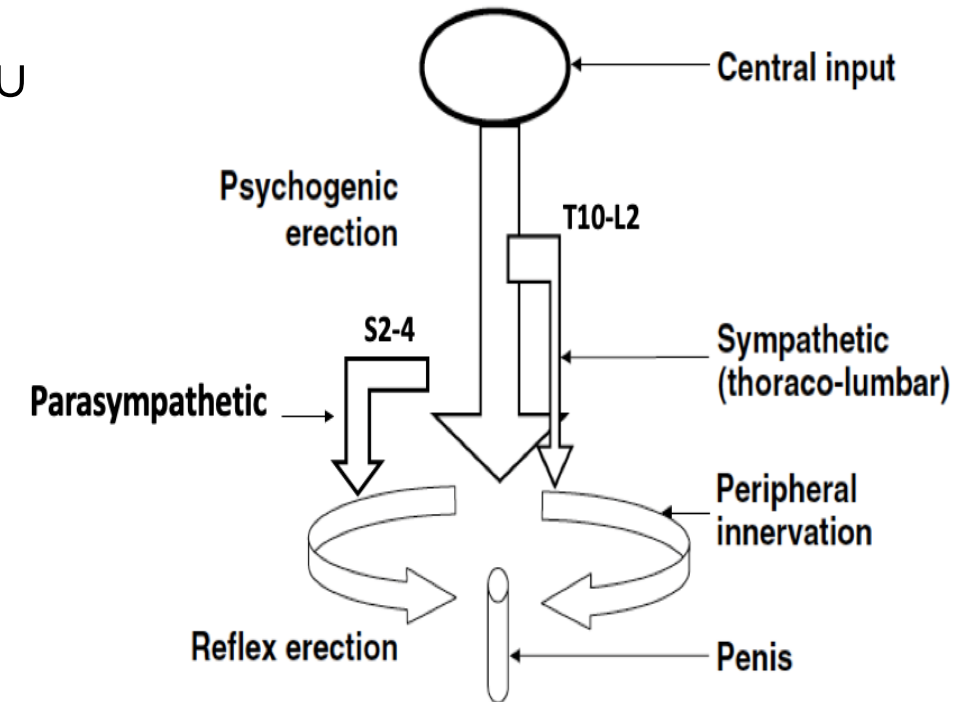 U
Central input
Psychogenic
erection
T10-L2
S2-4
Sympathetic
(thoraco-lumbar)
Parasympathetic
Peripheral
innervation
Reflex erection
Penis